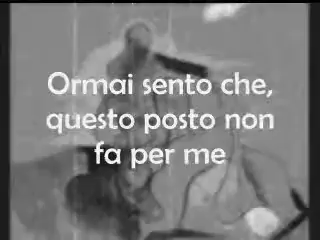 Ormai sento che,
questo posto non
fa per me